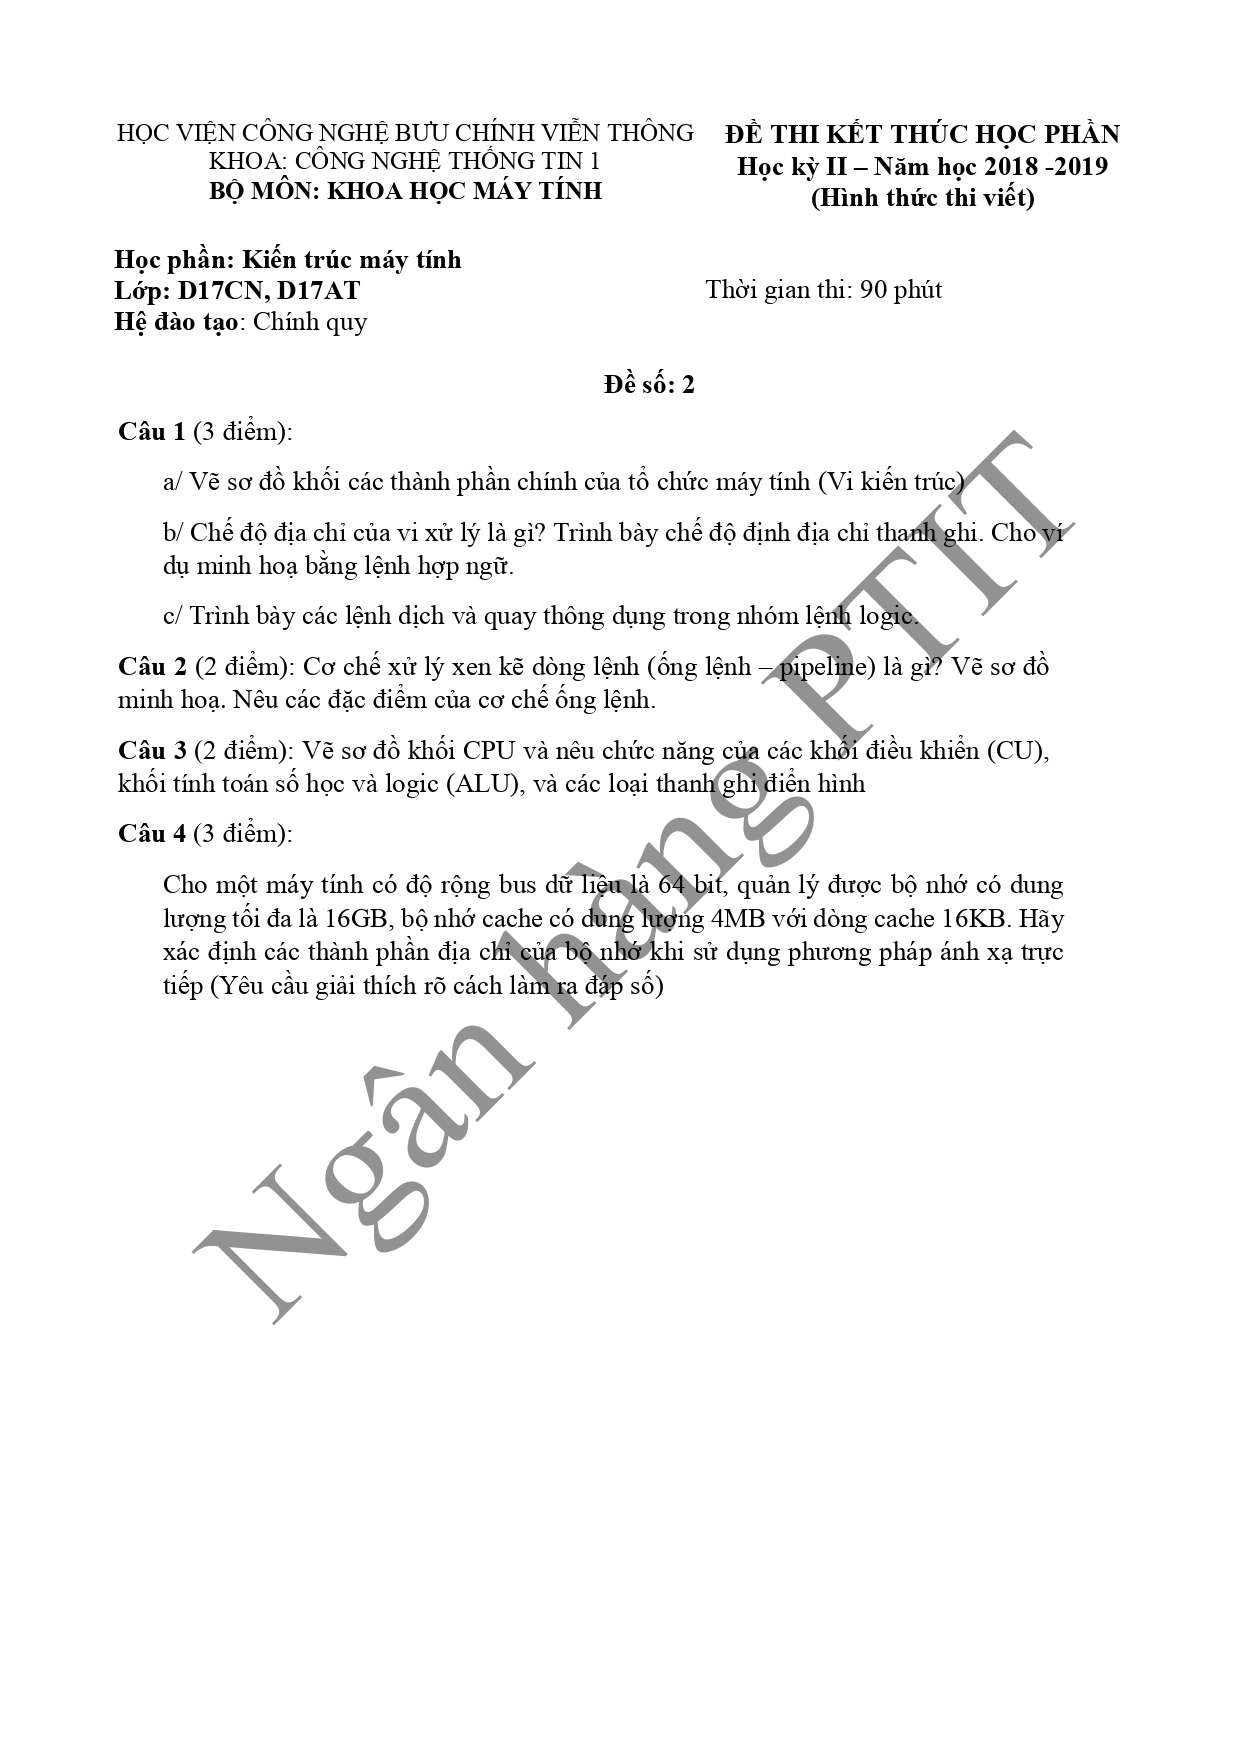 HỌC VIỆN CÔNG NGHỆ BƯU CHÍNH VIỄN THÔNG
KHOA: CÔNG NGHỆ THÔNG TIN 1
BỘ MÔN: KHOA HỌC MÁY TÍNH
ĐỀ THI KẾT THÚC HỌC PHẦN
Học kỳ II – Năm học 2018 -2019
(Hình thức thi viết)
Học phần: Kiến trúc máy tính
Lớp: D17CN, D17AT
Hệ đào tạo: Chính quy
Thời gian thi: 90 phút
Đề số: 2
Câu 1 (3 điểm):
a/ Vẽ sơ đồ khối các thành phần chính của tổ chức máy tính (Vi kiến trúc)
b/ Chế độ địa chỉ của vi xử lý là gì? Trình bày chế độ định địa chỉ thanh ghi. Cho ví
dụ minh hoạ bằng lệnh hợp ngữ.
c/ Trình bày các lệnh dịch và quay thông dụng trong nhóm lệnh logic.
Câu 2 (2 điểm): Cơ chế xử lý xen kẽ dòng lệnh (ống lệnh – pipeline) là gì? Vẽ sơ đồ
minh hoạ. Nêu các đặc điểm của cơ chế ống lệnh.
Câu 3 (2 điểm): Vẽ sơ đồ khối CPU và nêu chức năng của các khối điều khiển (CU),
khối tính toán số học và logic (ALU), và các loại thanh ghi điển hình
Câu 4 (3 điểm):
Cho một máy tính có độ rộng bus dữ liệu là 64 bit, quản lý được bộ nhớ có dung
lượng tối đa là 16GB, bộ nhớ cache có dung lượng 4MB với dòng cache 16KB. Hãy
xác định các thành phần địa chỉ của bộ nhớ khi sử dụng phương pháp ánh xạ trực
tiếp (Yêu cầu giải thích rõ cách làm ra đáp số)
Ngân hàng PTIT